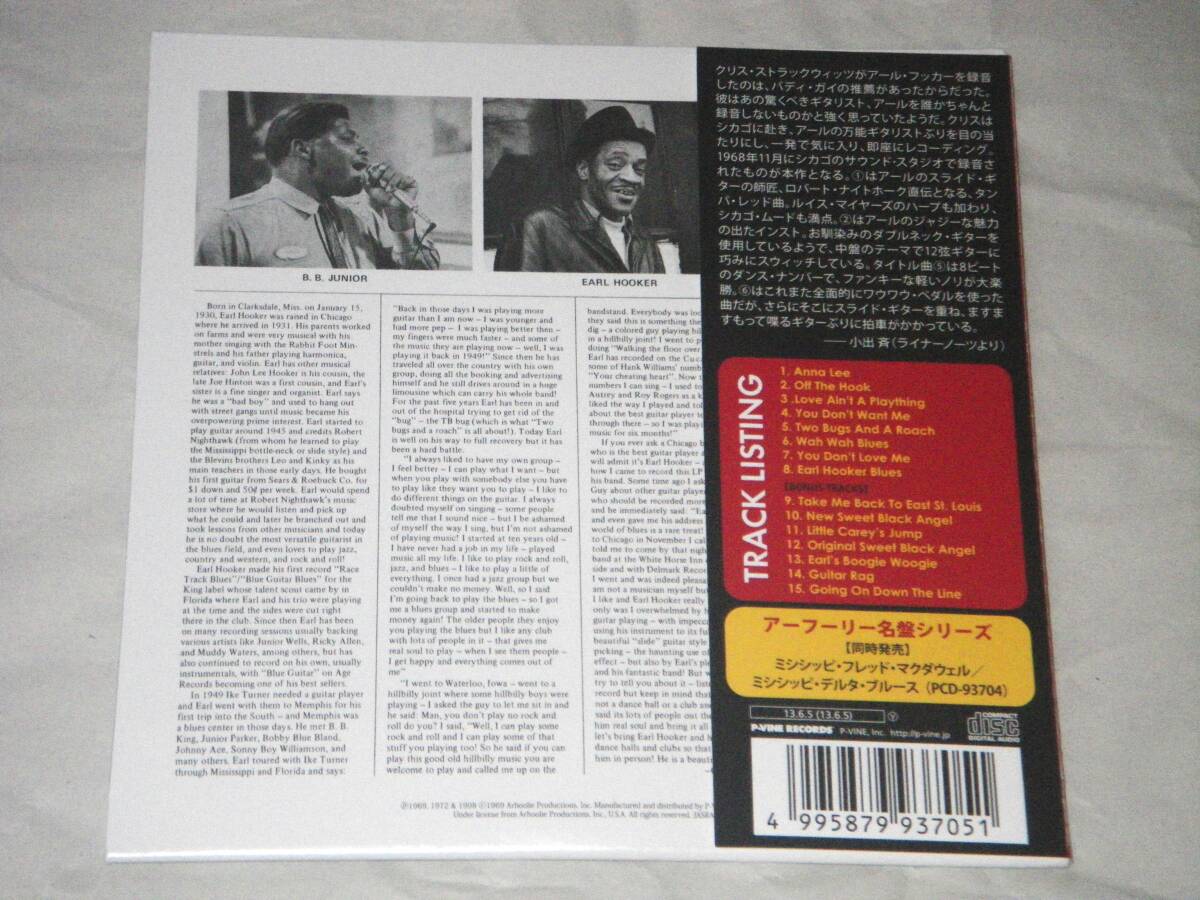 B. B. JUNIOR
EARL HOOKER
Born in Clarksdale, Miss. on January 15,
1930, Earl Hooker was rained in Chicago
where he arrived in 1931. His parents worked
on farms and were very musical with his
mother singing with the Rabbit Foot Min-
strels and his father playing harmonica,
guitar, and violin. Earl has other musical
relatives: John Lee Hooker is his cousin, the
late Joe Hinton was a first cousin, and Earl's
sister is a fine singer and organist. Earl says
he was a "bad boy" and used to hang out
with street gangs until music became his
overpowering prime interest. Earl started to
play guitar around 1945 and credits Robert
Nighthawk (from whom he learned to play
the Mississippi bottle-neck or slide style) and
the Blevins brothers Leo and Kinky as his
main teachers in those early days. He bought
his first guitar from Sears & Roebuck Co. for
$1 down and 50¢ per week. Earl would spend
a lot of time at Robert Nighthawk's music
store where he would listen and pick up
what he could and later he branched out and
took lessons from other musicians and today
he is no doubt the most versatile guitarist in
the blues field, and even loves to play jazz,
country and western, and rock and roll!
Earl Hooker made his first record "Race
Track Blues"/"Blue Guitar Blues" for the
King label whose talent scout came by in
Florida where Earl and his trio were playing
at the time and the sides were cut right
there in the club. Since then Earl has been
on many recording sessions usually backing
various artists like Junior Wells, Ricky Allen,
and Muddy Waters, among others, but has
also continued to record on his own, usually
instrumentals, with "Blue Guitar" on Age
Records becoming one of his best sellers.
In 1949 Ike Turner needed a guitar player
and Earl went with them to Memphis for his
first trip into the South – and Memphis was
a blues center in those days. He met B. B.
King, Junior Parker, Bobby Blue Bland,
Johnny Ace, Sonny Boy Williamson, and
many others. Earl toured with Ike Turner
through Mississippi and Florida and says:
"Back in those days I was playing more
guitar than I am now – I was younger and
had more pep – I was playing better then –
my fingers were much faster – and some of
the music they are playing now – well, I was
playing it back in 1949!" Since then he has
traveled all over the country with his own
group, doing all the booking and advertising
himself and he still drives around in a huge
limousine which can carry his whole band!
For the past five years Earl has been in and
out of the hospital trying to get rid of the
"bug" – the TB bug (which is what "Two
bugs and a roach" is all about!). Today Earl
is well on his way to full recovery but it has
been a hard battle.
"I always liked to have my own group –
I feel better – I can play what I want – but
when you play with somebody else you have
to play like they want you to play – I like to
do different things on the guitar. I always
doubted myself on singing – some people
tell me that I sound nice – but I be ashamed
of myself the way I sing, but I'm not ashamed
of playing music! I started at ten years old –
I have never had a job in my life – played
music all my life. I like to play rock and roll,
jazz, and blues – I like to play a little of
everything. I once had a jazz group but we
couldn't make no money. Well, so I said
I'm going back to play the blues – so I got
me a blues group and started to make
money again! The older people they enjoy
you playing the blues but I like any club
with lots of people in it – that gives me
real soul to play – when I see them people –
I get happy and everything comes out of
me"
"I went to Waterloo, Iowa – went to a
hillbilly joint where some hillbilly boys were
playing – I asked the guy to let me sit in and
he said: Man, you don't play no rock and
roll do you? I said, "Well, I can play some
rock and roll and I can play some of that
stuff you playing too! So he said if you can
play this good old hillbilly music you are
welcome to play and called me up on the
bandstand. Everybody was
they said this is something the
dig – a colored guy playing
in a hillbilly joint! I went to
doing "Walking the floor over
Earl has recorded on the
some of Hank Williams'
"Your cheating heart". Now
numbers I can sing – I used to
Autrey and Roy Rogers as a
liked the way I played and
about the best guitar player
through there – so I was
music for six months!"
If you ever ask a Chicago
who is the best guitar player
will admit it's Earl Hooker –
how I came to record this LP
his band. Some time ago I
Guy about other guitar
who should be recorded
and he immediately said:
and even gave me his address
world of blues is a rare treat!
to Chicago in November I
told me to come by that
band at the White Horse Inn
side and with Delmark
I went and was indeed
am not a musician myself but
I like and Earl Hooker really
only was I overwhelmed by
guitar playing – with
using his instrument to its
beautiful "slide" guitar style
picking – the haunting use of
effect – but also by Earl's
and his fantastic band! But
try to tell you about it –
record but keep in mind that
not a dance hall or a club
said its lots of people out
him real soul and bring it all
let's bring Earl Hooker and
dance halls and clubs so that
him in person! He is a
℗1969, 1972 & 1998 ©1969 Arhoolie Productions, Inc. Manufactured and distributed by
Under license from Arhoolie Productions, Inc., U.S.A. All rights reserved.
クリス・ストラックウィッツがアール・フッカーを録音
したのは、バディ・ガイの推薦があったからだった。
彼はあの驚くべきギタリスト、アールを誰かちゃんと
録音しないものかと強く思っていたようだ。クリスは
シカゴに赴き、アールの万能ギタリストぶりを目の当
たりにし、一発で気に入り、即座にレコーディング。
1968年11月にシカゴのサウンド・スタジオで録音さ
れたものが本作となる。①はアールのスライド・ギ
ターの師匠、ロバート・ナイトホーク直伝となる、タン
パ・レッド曲。ルイス・マイヤーズのハープも加わり、
シカゴ・ムードも満点。②はアールのジャジーな魅力
の出たインスト。お馴染みのダブルネック・ギターを
使用しているようで、中盤のテーマで12弦ギターに
巧みにスウィッチしている。タイトル曲⑤は8ビート
のダンス・ナンバーで、ファンキーな軽いノリが大楽
勝。⑥はこれまた全面的にワウワウ・ペダルを使った
曲だが、さらにそこにスライド・ギターを重ね、ますま
すもって喋るギターぶりに拍車がかかっている。
── 小出 斉(ライナーノーツより)
TRACK LISTING
1. Anna Lee
2. Off The Hook
3 .Love Ain't A Plaything
4. You Don't Want Me
5. Two Bugs And A Roach
6. Wah Wah Blues
7. You Don't Love Me
8. Earl Hooker Blues
[BONUS TRACKS]
9. Take Me Back To East St. Louis
10. New Sweet Black Angel
11. Little Carey's Jump
12. Original Sweet Black Angel
13. Earl's Boogie Woogie
14. Guitar Rag
15. Going On Down The Line
アーフーリー名盤シリーズ
【同時発売】
ミシシッピ・フレッド・マクダウェル／
ミシシッピ・デルタ・ブルース (PCD-93704)
13.6.5 (13.6.5)
P-VINE RECORDS P-VINE, Inc. http://p-vine.jp
COMPACT
disc
DIGITAL AUDIO
4 995879 937051